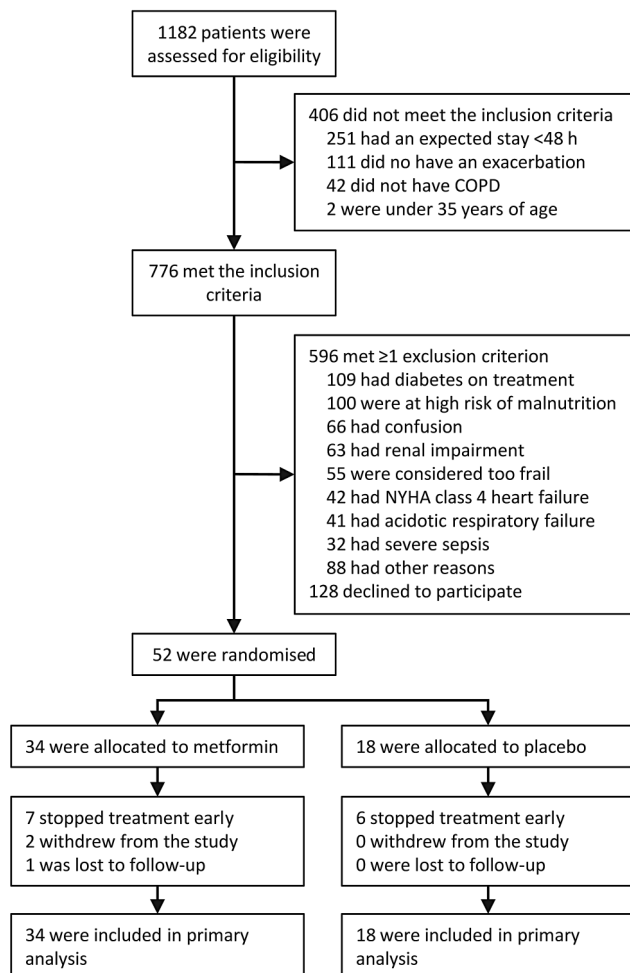 1182 patients were
assessed for eligibility
406 did not meet the inclusion criteria
251 had an expected stay <48 h
111 did no have an exacerbation
42 did not have COPD
2 were under 35 years of age
776 met the inclusion
criteria
596 met ≥1 exclusion criterion
109 had diabetes on treatment
100 were at high risk of malnutrition
66 had confusion
63 had renal impairment
55 were considered too frail
42 had NYHA class 4 heart failure
41 had acidotic respiratory failure
32 had severe sepsis
88 had other reasons
128 declined to participate
52 were randomised
34 were allocated to metformin
18 were allocated to placebo
7 stopped treatment early
2 withdrew from the study
1 was lost to follow-up
6 stopped treatment early
0 withdrew from the study
0 were lost to follow-up
34 were included in primary
analysis
18 were included in primary
analysis